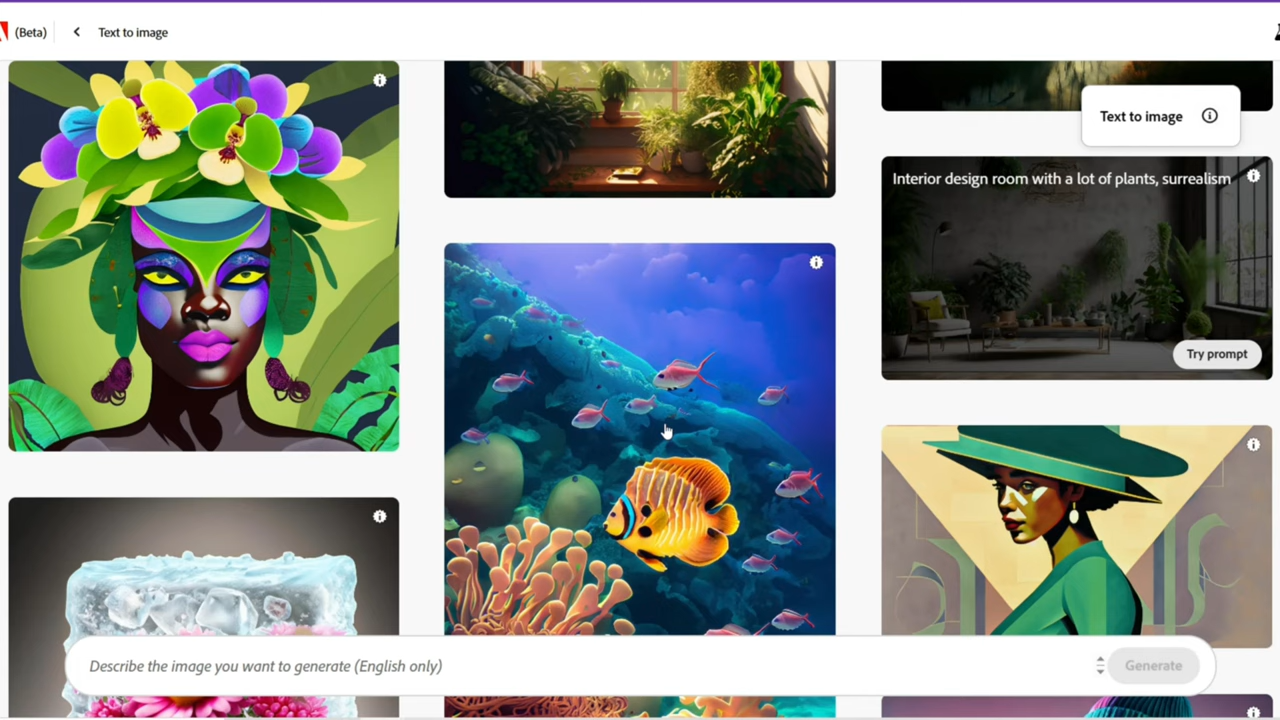 (Beta)
Text to image
Text to image
Interior design room with a lot of plants, surrealism
Try prompt
Describe the image you want to generate (English only)
Generate